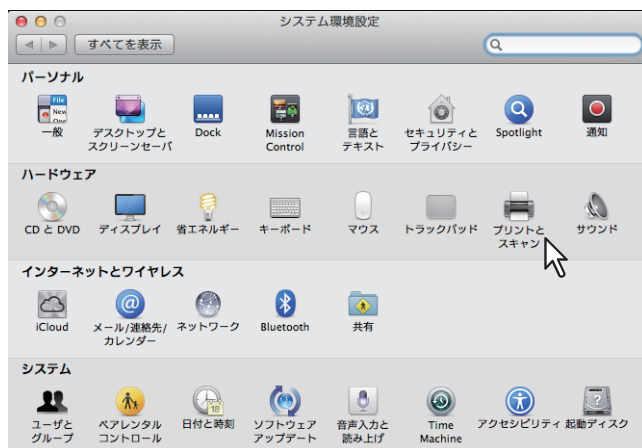 システム環境設定
すべてを表示
パーソナル
File
New
One
一般
デスクトップと
スクリーンセーバ
Dock
Mission
Control
言語と
テキスト
セキュリティと
プライバシー
Spotlight
通知
ハードウェア
CD と DVD
ディスプレイ
省エネルギー
キーボード
マウス
トラックパッド
プリントと
スキャン
サウンド
インターネットとワイヤレス
iCloud
メール/連絡先/
カレンダー
ネットワーク
Bluetooth
共有
システム
ユーザと
グループ
ペアレンタル
コントロール
18
日付と時刻
ソフトウェア
アップデート
音声入力と
読み上げ
Time
Machine
アクセシビリティ
起動ディスク